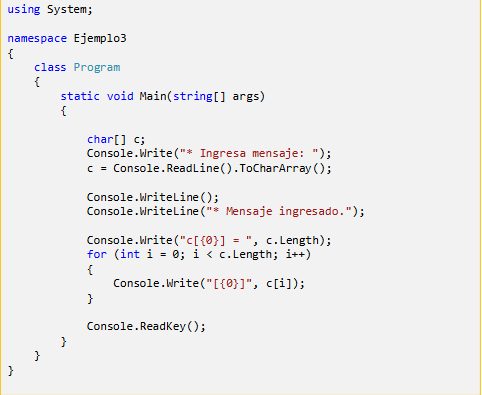 using System;
namespace Ejemplo3
{
class Program
{
static void Main(string[] args)
{
char[] c;
Console.Write("* Ingresa mensaje: ");
c = Console.ReadLine().ToCharArray();
Console.WriteLine();
Console.WriteLine("* Mensaje ingresado.");
Console.Write("c[{0}] = ", c.Length);
for (int i = 0; i < c.Length; i++)
{
Console.Write("[{0}]", c[i]);
}
Console.ReadKey();
}
}
}